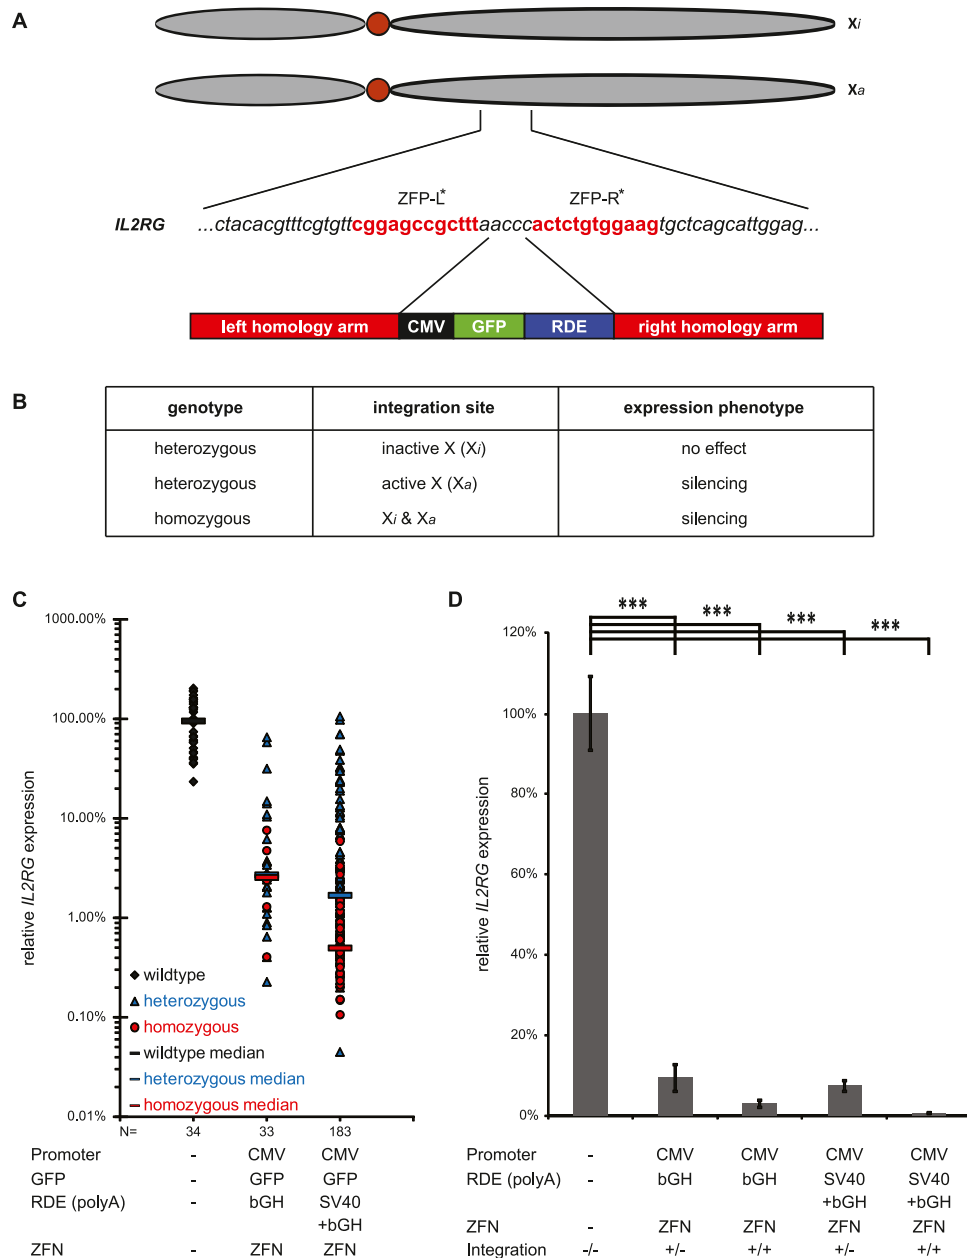 A
Xi
Xa
ZFP-L* ZFP-R*
IL2RG ...ctacacgtttcgtgttcggagccgctttaacccactctgtggaagtgctcagcattggag...
left homology arm CMV GFP RDE right homology arm
B
genotype integration site expression phenotype
heterozygous inactive X (Xi) no effect
heterozygous active X (Xa) silencing
homozygous Xi & Xa silencing
C
relative IL2RG expression
1000.00%
100.00%
10.00%
1.00%
0.10%
0.01%
wildtype
heterozygous
homozygous
wildtype median
heterozygous median
homozygous median
N= 34 33 183
Promoter - CMV CMV
GFP - GFP GFP
RDE (polyA) - bGH SV40
+bGH
ZFN - ZFN ZFN
D
*** *** *** ***
relative IL2RG expression
120%
100%
80%
60%
40%
20%
0%
Promoter - CMV CMV CMV CMV
RDE (polyA) - bGH bGH SV40 SV40
+bGH +bGH
ZFN - ZFN ZFN ZFN ZFN
Integration -/- +/- +/+ +/- +/+